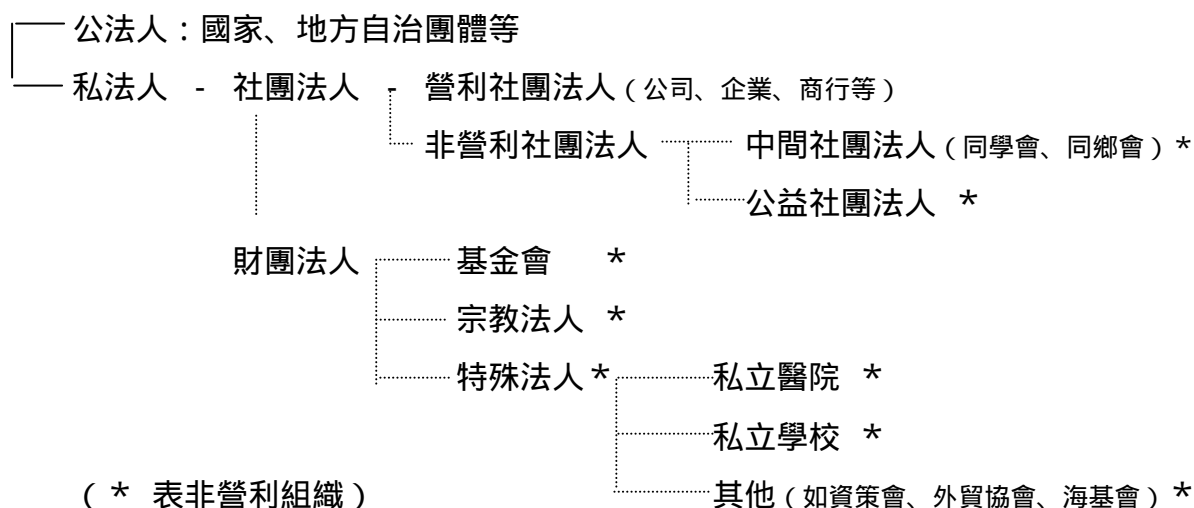 公法人：國家、地方自治團體等
私法人 - 社團法人 - 營利社團法人（公司、企業、商行等）
非營利社團法人 中間社團法人（同學會、同鄉會）*
公益社團法人 *
財團法人 基金會 *
宗教法人 *
特殊法人* 私立醫院 *
私立學校 *
（* 表非營利組織） 其他（如資策會、外貿協會、海基會）*